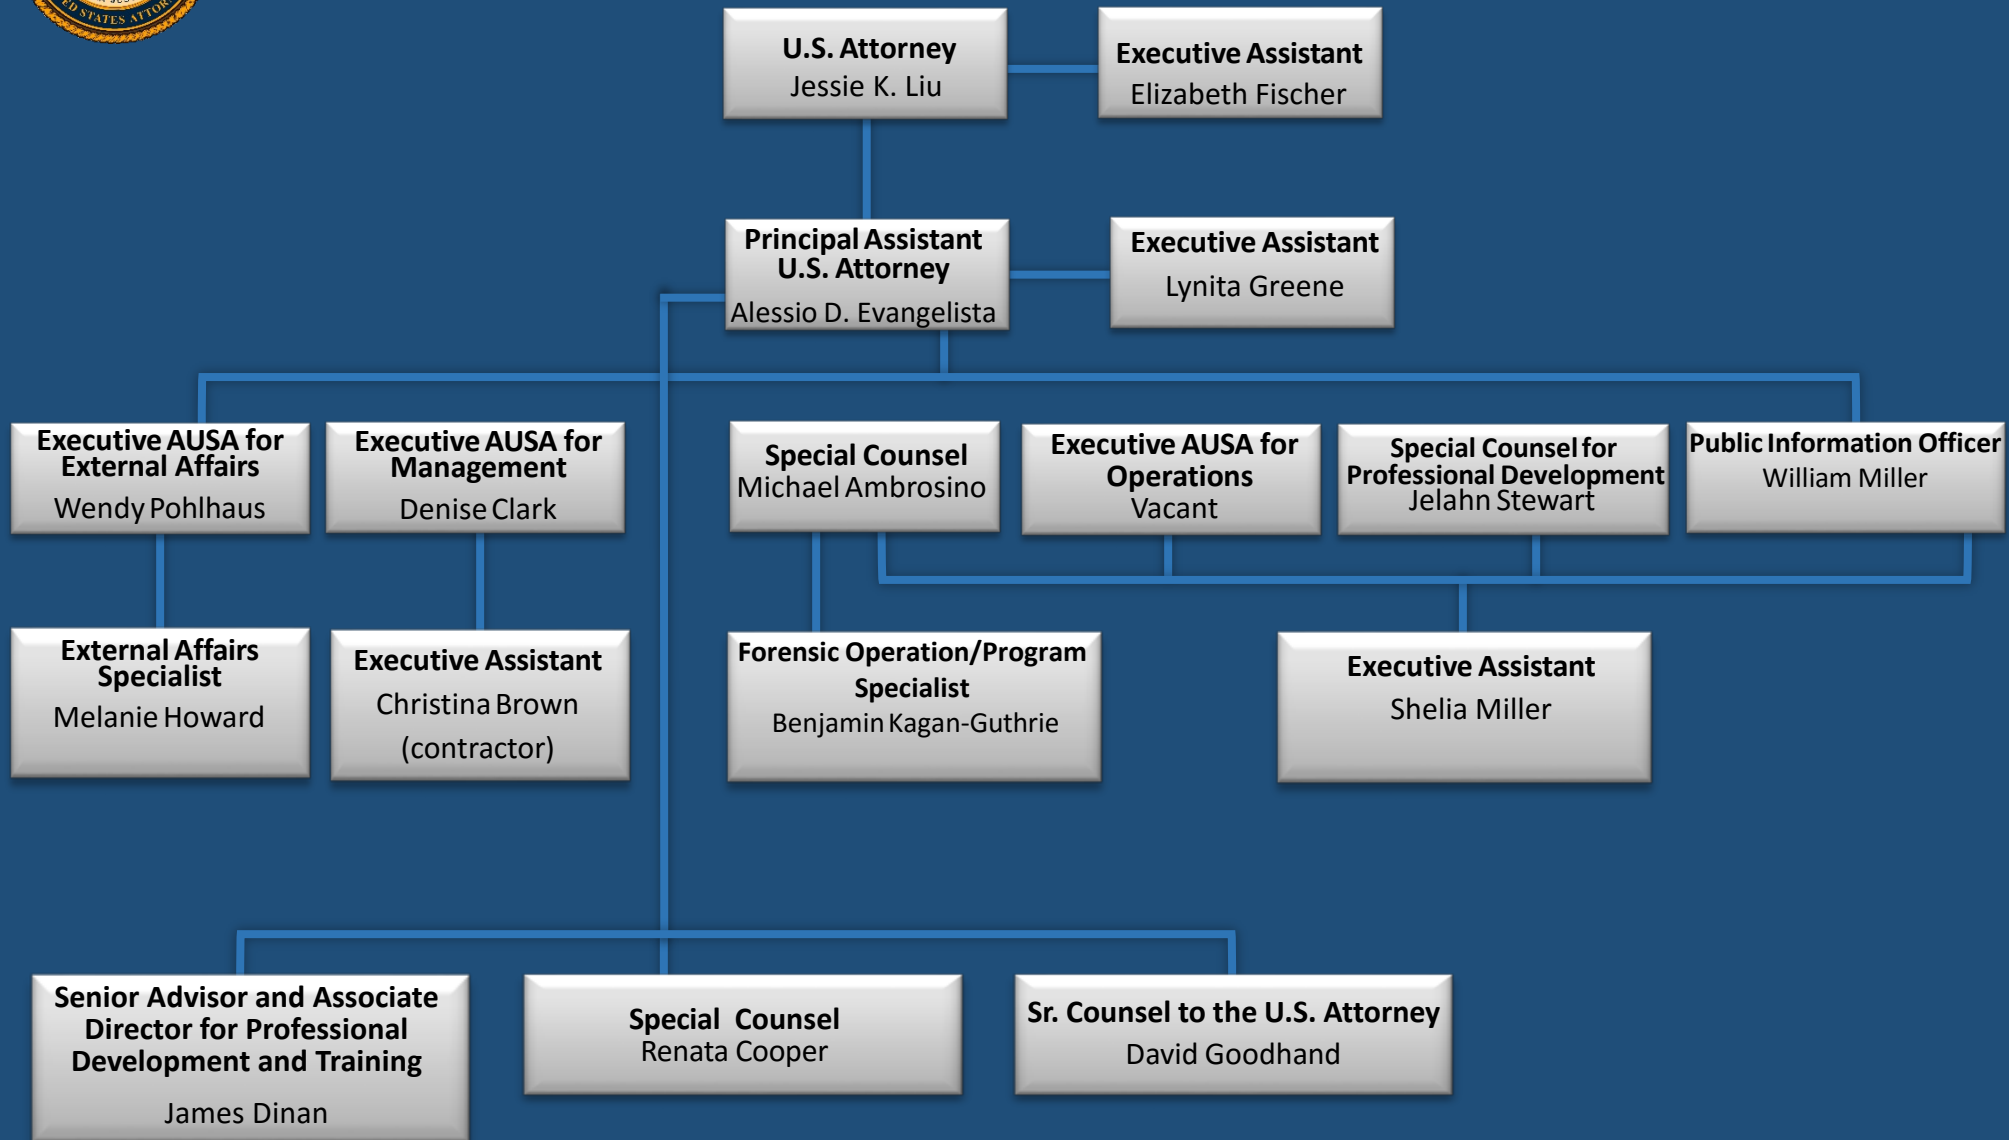 STATES ATTOR
U.S. Attorney
Jessie K. Liu
Executive Assistant
Elizabeth Fischer
Principal Assistant
U.S. Attorney
Alessio D. Evangelista
Executive Assistant
Lynita Greene
Executive AUSA for
External Affairs
Wendy Pohlhaus
Executive AUSA for
Management
Denise Clark
Special Counsel
Michael Ambrosino
Executive AUSA for
Operations
Vacant
Special Counsel for
Professional Development
Jelahn Stewart
Public Information Officer
William Miller
External Affairs
Specialist
Melanie Howard
Executive Assistant
Christina Brown
(contractor)
Forensic Operation/Program
Specialist
Benjamin Kagan-Guthrie
Executive Assistant
Shelia Miller
Senior Advisor and Associate
Director for Professional
Development and Training
James Dinan
Special Counsel
Renata Cooper
Sr. Counsel to the U.S. Attorney
David Goodhand